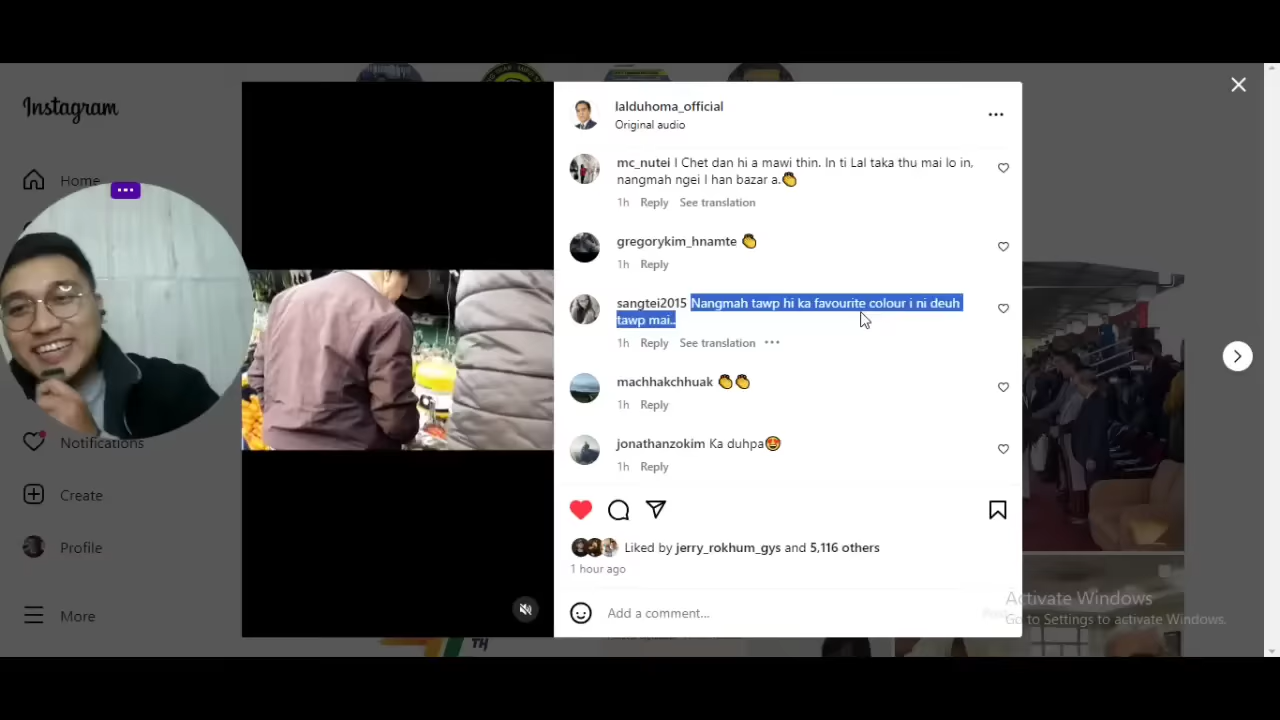 Instagram
Home
Notifications
Create
Profile
More
lalduhoma_official
Original audio
mc_nutei I Chet dan hi a mawi thin. In ti Lal taka thu mai lo in,
nangmah ngei I han bazar a.👏
1h Reply See translation
gregorykim_hnamte 👏
1h Reply
sangtei2015 Nangmah tawp hi ka favourite colour i ni deuh
tawp mai..
1h Reply See translation
machhakchhuak 👏👏
1h Reply
jonathanzokim Ka duhpa😍
1h Reply
Liked by jerry_rokhum_gys and 5,116 others
1 hour ago
Add a comment...
Activate Windows
Go to Settings to activate Windows.
TH